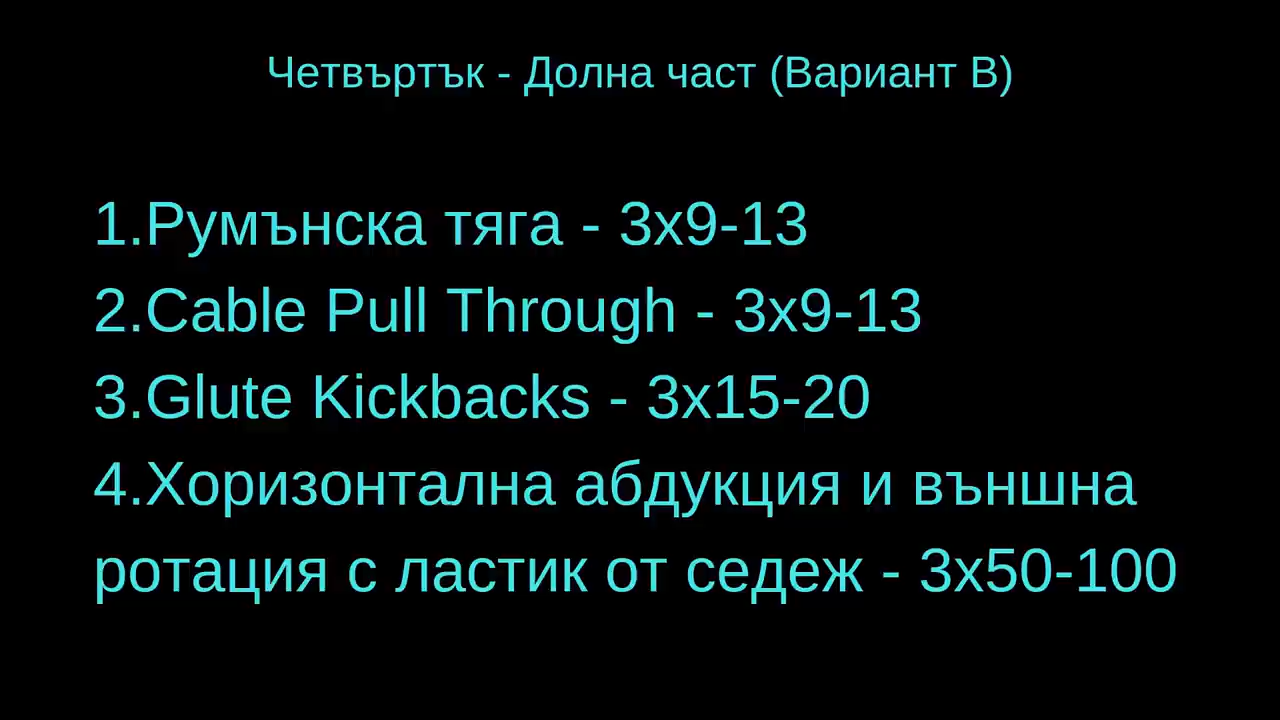 Четвъртък - Долна част (Вариант B)
1.Румънска тяга - 3x9-13
2.Cable Pull Through - 3x9-13
3.Glute Kickbacks - 3x15-20
4.Хоризонтална абдукция и външна
ротация с ластик от седеж - 3x50-100